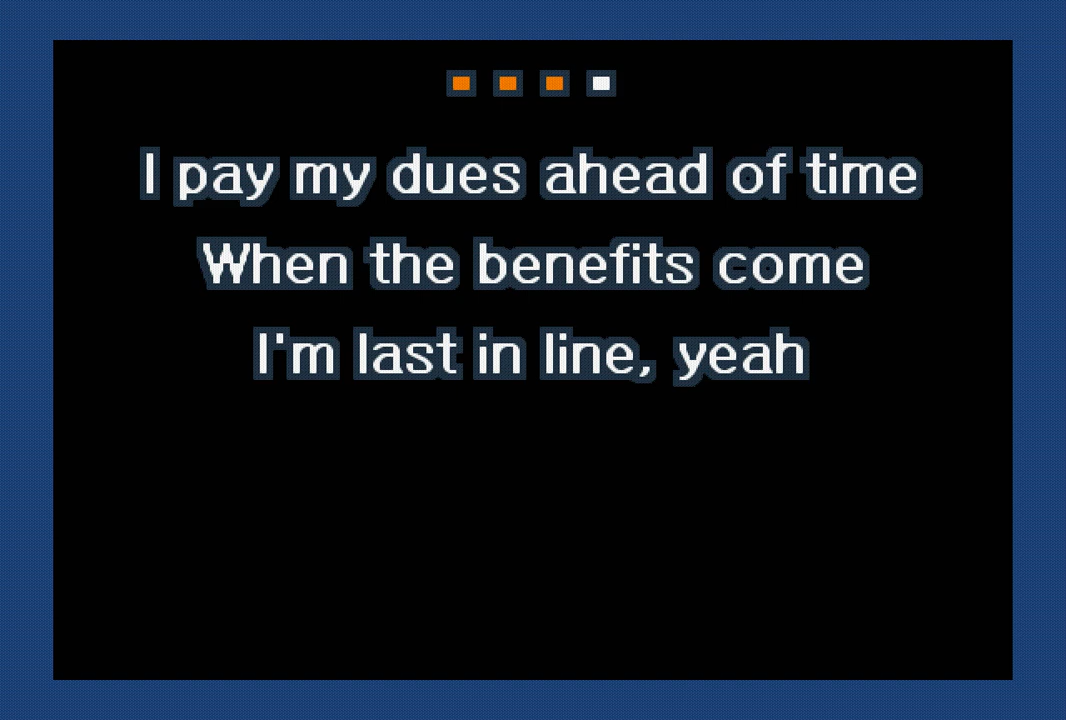 I pay my dues ahead of time
When the benefits come
I'm last in line, yeah